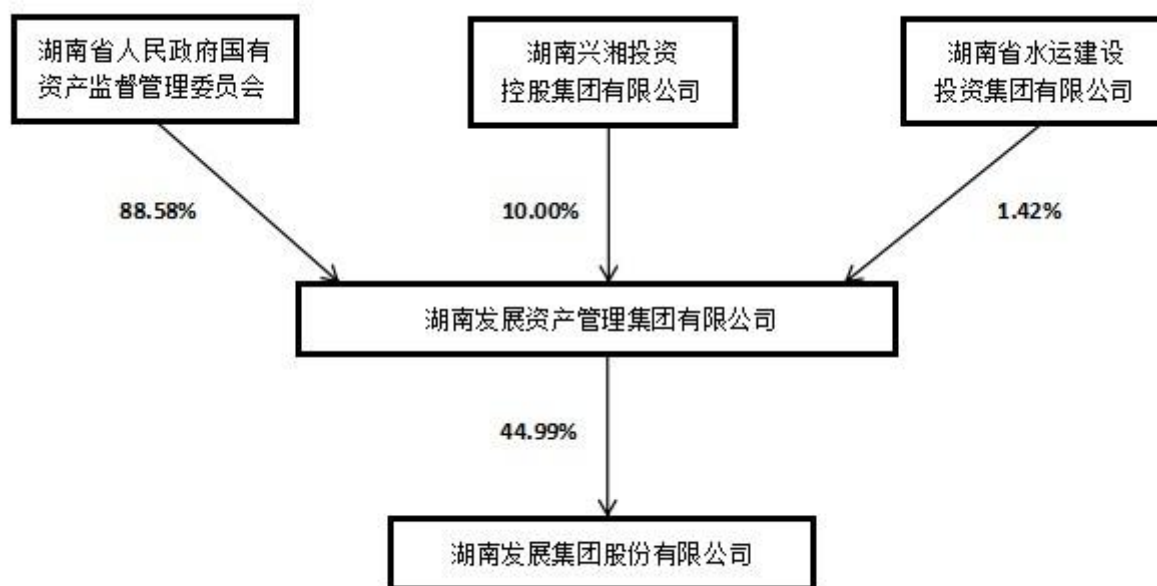 湖南省人民政府国有
资产监督管理委员会
湖南兴湘投资
控股集团有限公司
湖南省水运建设
投资集团有限公司
88.58%
10.00%
1.42%
湖南发展资产管理集团有限公司
44.99%
湖南发展集团股份有限公司